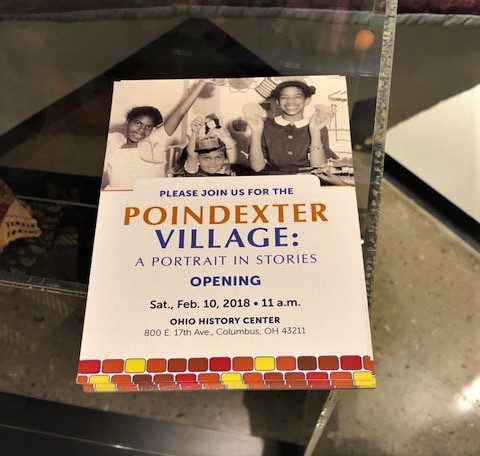 PLEASE JOIN US FOR THE
POINDEXTER
VILLAGE:
A PORTRAIT IN STORIES
OPENING
Sat., Feb. 10, 2018 • 11 a.m.
OHIO HISTORY CENTER
800 E. 17th Ave., Columbus, OH 43211